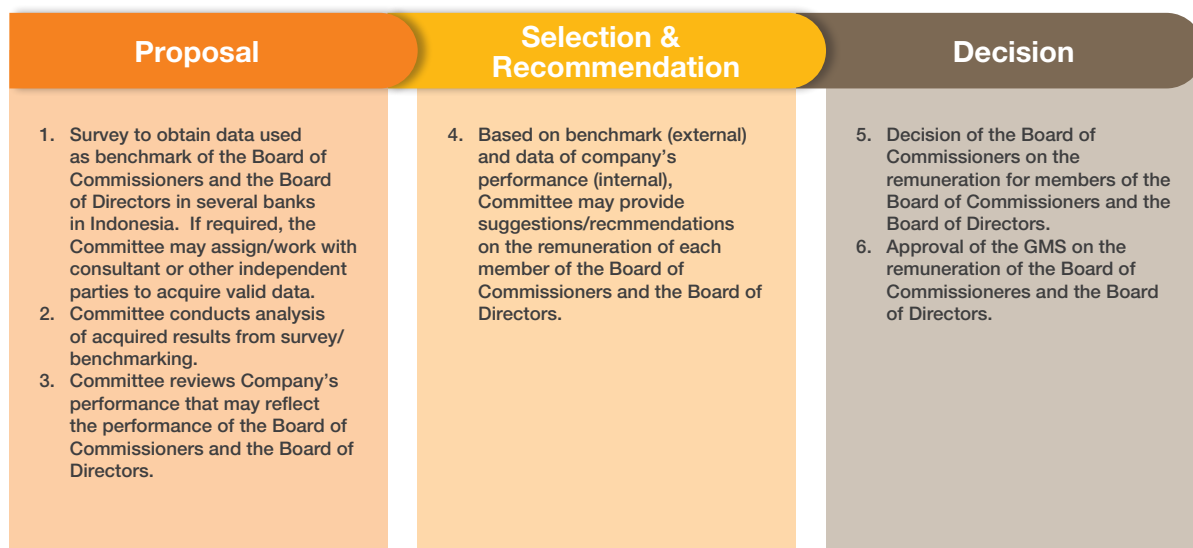 Proposal
1. Survey to obtain data used
as benchmark of the Board of
Commissioners and the Board
of Directors in several banks
in Indonesia. If required, the
Committee may assign/work with
consultant or other independent
parties to acquire valid data.
2. Committee conducts analysis
of acquired results from survey/
benchmarking.
3. Committee reviews Company's
performance that may reflect
the performance of the Board of
Commissioners and the Board of
Directors.
Selection &
Recommendation
4. Based on benchmark (external)
and data of company's
performance (internal),
Committee may provide
suggestions/recmmendations
on the remuneration of each
member of the Board of
Commissioners and the Board of
Directors.
Decision
5. Decision of the Board of
Commissioners on the
remuneration for members of the
Board of Commissioners and the
Board of Directors.
6. Approval of the GMS on the
remuneration of the Board of
Commissioneres and the Board
of Directors.